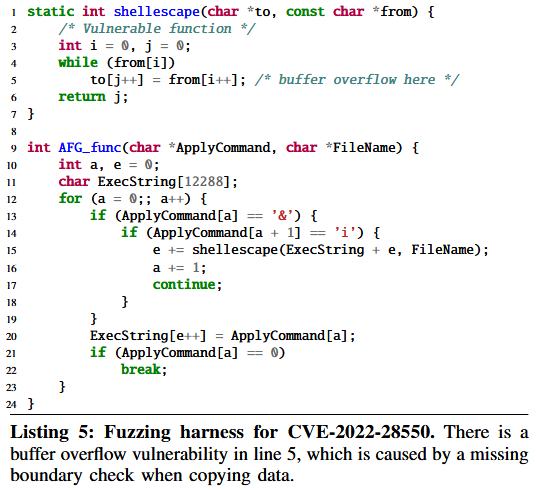 1 static int shellescape(char *to, const char *from) {
2 /* Vulnerable function */
3 int i = 0, j = 0;
4 while (from[i])
5 to[j++] = from[i++]; /* buffer overflow here */
6 return j;
7 }
8
9 int AFG_func(char *ApplyCommand, char *FileName) {
10 int a, e = 0;
11 char ExecString[12288];
12 for (a = 0;; a++) {
13 if (ApplyCommand[a] == '&') {
14 if (ApplyCommand[a + 1] == 'i') {
15 e += shellescape(ExecString + e, FileName);
16 a += 1;
17 continue;
18 }
19 }
20 ExecString[e++] = ApplyCommand[a];
21 if (ApplyCommand[a] == 0)
22 break;
23 }
24 }
Listing 5: Fuzzing harness for CVE-2022-28550. There is a
buffer overflow vulnerability in line 5, which is caused by a missing
boundary check when copying data.